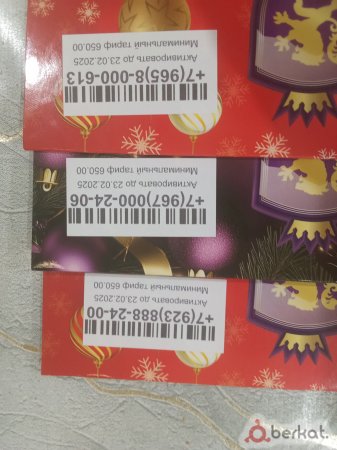 Минимальный тариф 650.00
Активировать до 23.02.2025
+7(965)8-000-613
Минимальный тариф 650.00
Активировать до 23.02.2025
+7(967)000-24-06
Минимальный тариф 650.00
Активировать до 23.02.2025
+7(923)888-24-00
berkat.